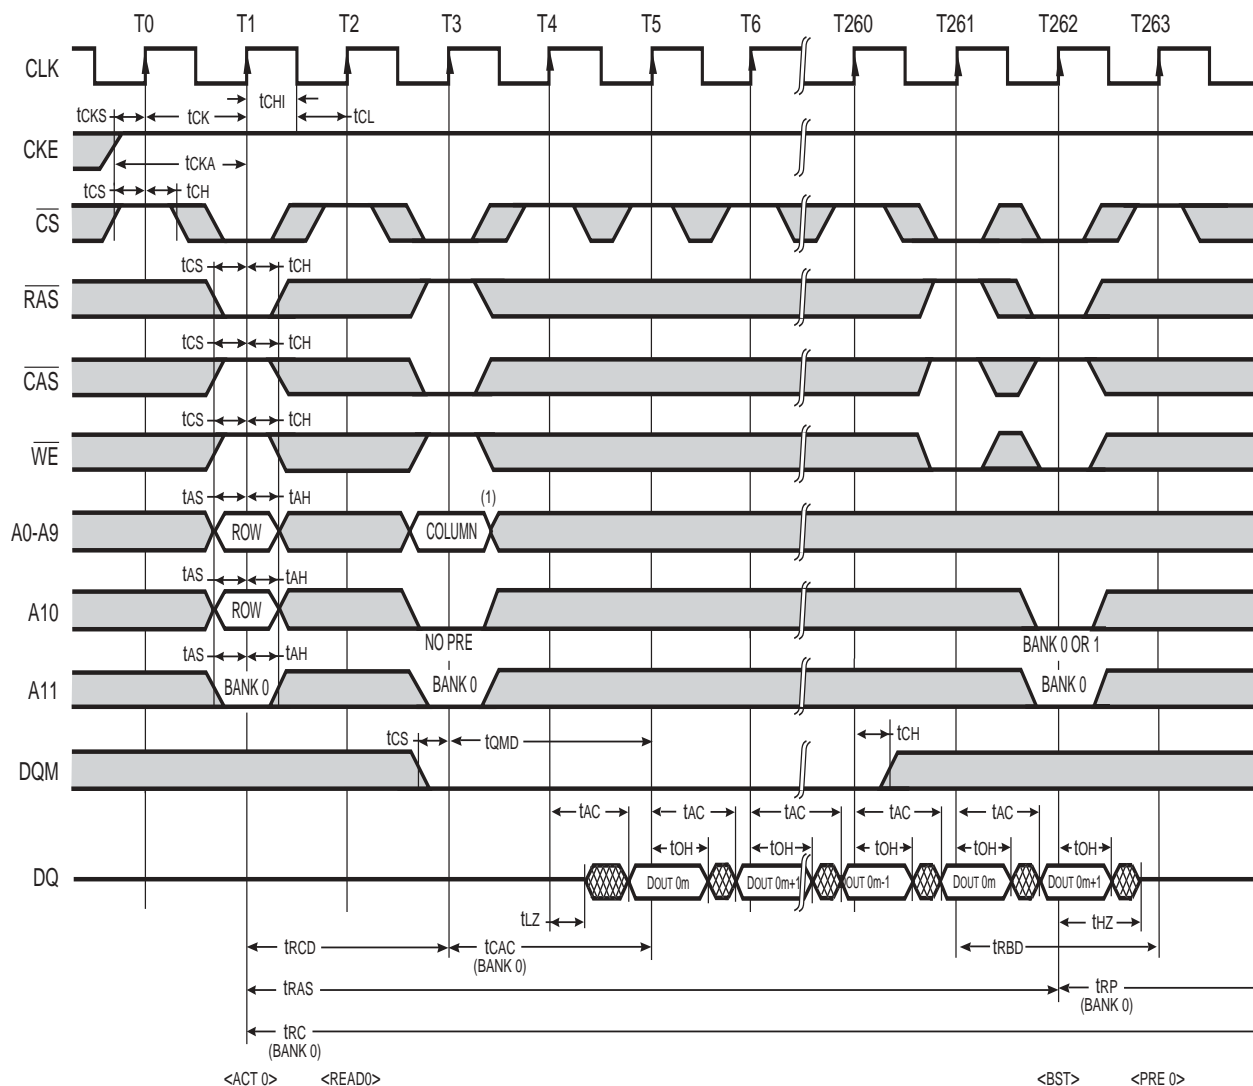 T0 T1 T2 T3 T4 T5 T6 T260 T261 T262 T263
CLK
tCHI
tCKS tCK tCL
CKE
tCKA
tCS tCH
CS
tCS tCH
RAS
tCS tCH
CAS
tCS tCH
WE
tAS tAH (1)
A0-A9 ROW COLUMN
tAS tAH
A10 ROW
NO PRE BANK 0 OR 1
tAS tAH
A11 BANK 0 BANK 0 BANK 0
tCS tQMD tCH
DQM
tAC tAC tAC tAC tAC
tOH tOH tOH tOH tOH
DQ DOUT 0m DOUT 0m+1 OUT 0m-1 DOUT 0m DOUT 0m+1
tLZ tHZ
tRCD tCAC tRBD
(BANK 0)
tRAS tRP
(BANK 0)
tRC
(BANK 0)
<ACT 0> <READ0> <BST> <PRE 0>